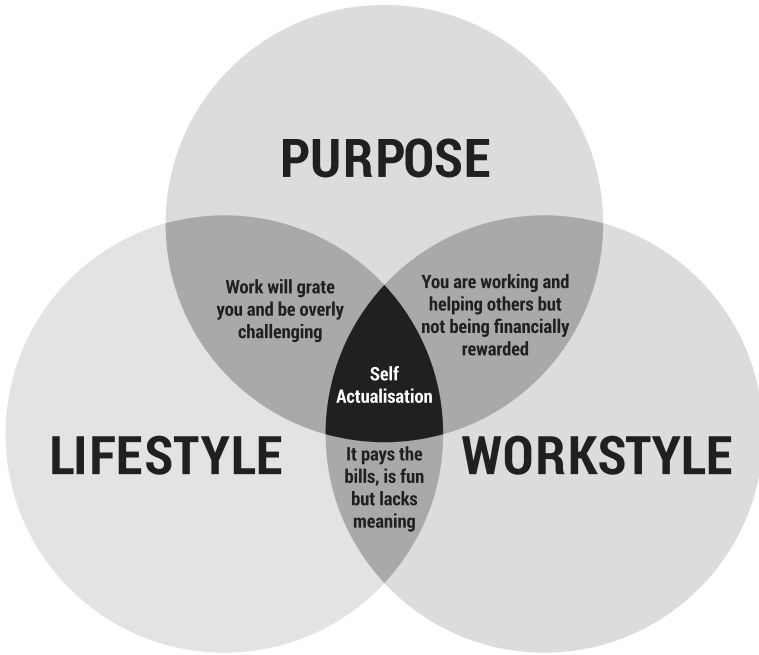 PURPOSE
Work will grate
you and be overly
challenging
You are working and
helping others but
not being financially
rewarded
Self
Actualisation
LIFESTYLE
WORKSTYLE
It pays the
bills, is fun
but lacks
meaning